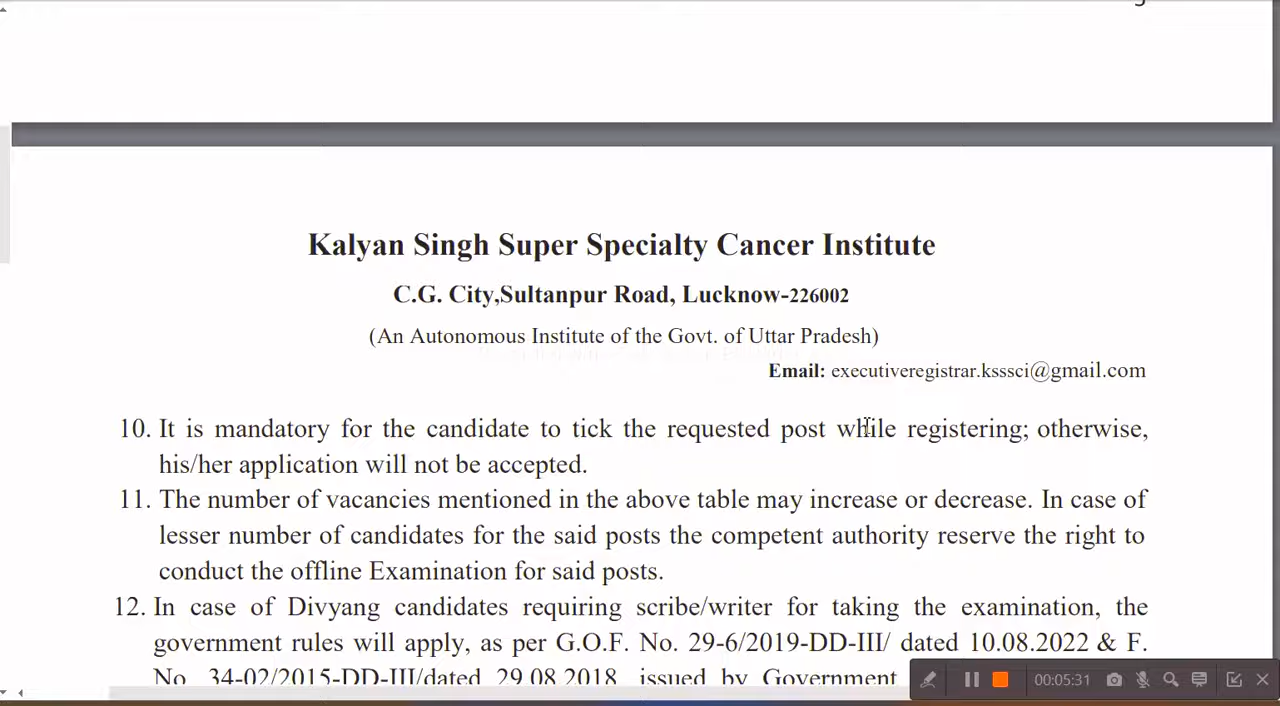 Kalyan Singh Super Specialty Cancer Institute
C.G. City,Sultanpur Road, Lucknow-226002
(An Autonomous Institute of the Govt. of Uttar Pradesh)
Email: executiveregistrar.ksssci@gmail.com
10. It is mandatory for the candidate to tick the requested post while registering; otherwise,
his/her application will not be accepted.
11. The number of vacancies mentioned in the above table may increase or decrease. In case of
lesser number of candidates for the said posts the competent authority reserve the right to
conduct the offline Examination for said posts.
12. In case of Divyang candidates requiring scribe/writer for taking the examination, the
government rules will apply, as per G.O.F. No. 29-6/2019-DD-III/ dated 10.08.2022 & F.
No. 34-02/2015-DD-III/dated 29.08.2018, issued by Government
00:05:31